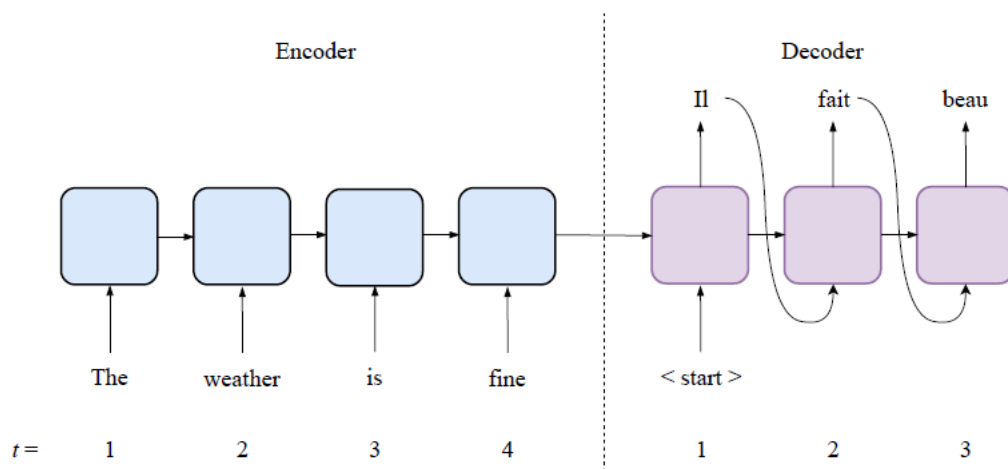 Encoder Decoder
Il fait beau
The weather is fine < start >
t = 1 2 3 4 1 2 3